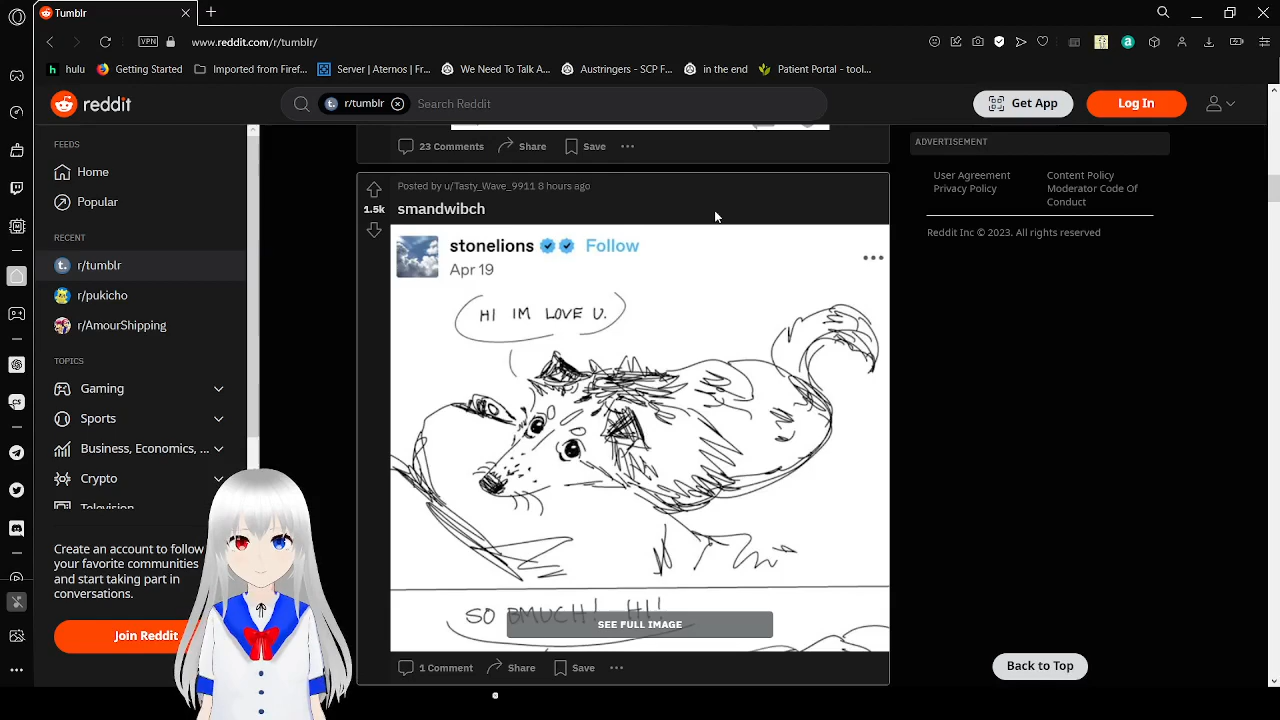 Tumblr
VPN
www.reddit.com/r/tumblr/
hulu
Getting Started
Imported from Firef...
Server | Aternos | Fr...
We Need To Talk A...
Austringers - SCP F...
in the end
Patient Portal - tool...
reddit
r/tumblr
Search Reddit
Get App
Log In
FEEDS
Home
Popular
RECENT
r/tumblr
r/pukicho
r/AmourShipping
TOPICS
Gaming
Sports
Business, Economics, ...
Crypto
Television
Create an account to follow
your favorite communities
and start taking part in
conversations.
Join Reddit
23 Comments
Share
Save
Posted by u/Tasty_Wave_9911 8 hours ago
1.5k
smandwibch
stonelions
Follow
Apr 19
HI IM LOVE U.
SO BMUCH! HI!
SEE FULL IMAGE
1 Comment
Share
Save
ADVERTISEMENT
User Agreement
Content Policy
Privacy Policy
Moderator Code Of
Conduct
Reddit Inc © 2023. All rights reserved
Back to Top